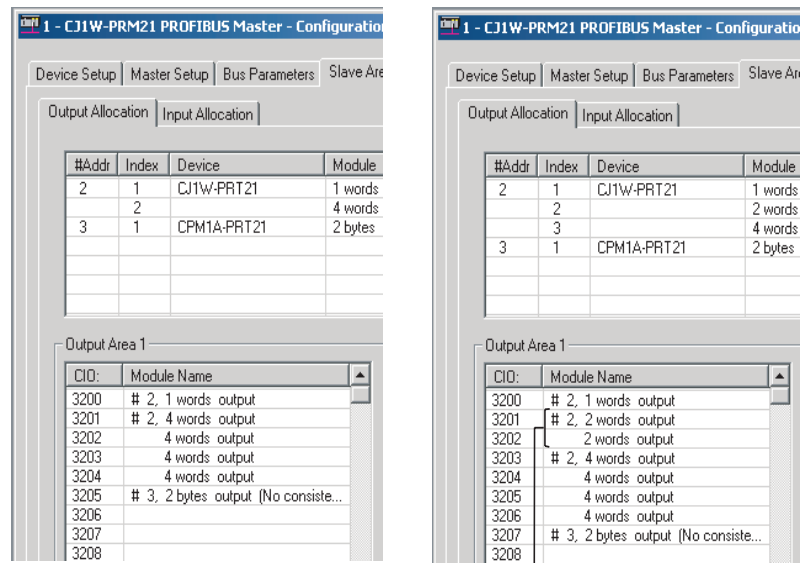 1 - CJ1W-PRM21 PROFIBUS Master - Configuratio
Device Setup Master Setup Bus Parameters Slave Are
Output Allocation Input Allocation
#Addr Index Device Module
2 1 CJ1W-PRT21 1 words
2 4 words
3 1 CPM1A-PRT21 2 bytes
Output Area 1
CIO: Module Name
3200 # 2, 1 words output
3201 # 2, 4 words output
3202 4 words output
3203 4 words output
3204 4 words output
3205 # 3, 2 bytes output (No consiste...
3206
3207
3208
1 - CJ1W-PRM21 PROFIBUS Master - Configuratio
Device Setup Master Setup Bus Parameters Slave Are
Output Allocation Input Allocation
#Addr Index Device Module
2 1 CJ1W-PRT21 1 words
2 2 words
3 4 words
3 1 CPM1A-PRT21 2 bytes
Output Area 1
CIO: Module Name
3200 # 2, 1 words output
3201 # 2, 2 words output
3202 2 words output
3203 # 2, 4 words output
3204 4 words output
3205 4 words output
3206 4 words output
3207 # 3, 2 bytes output (No consiste...
3208